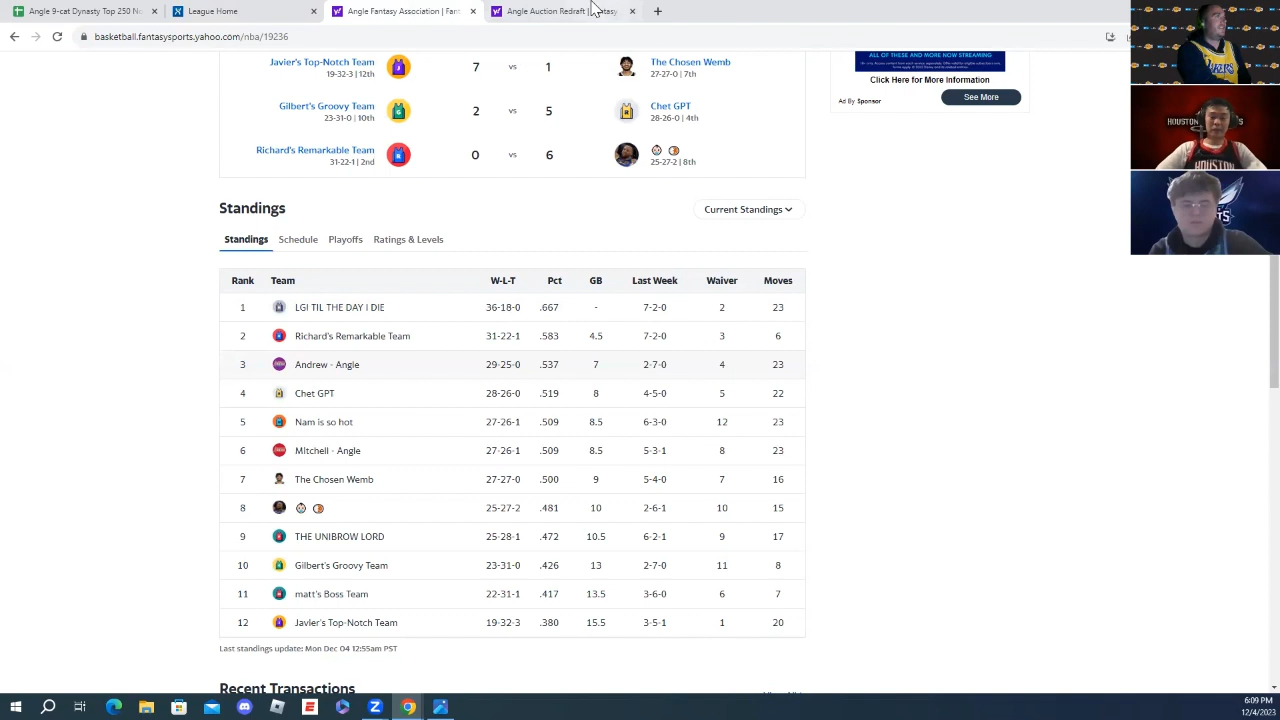 Angle 9-cat Dynasty Top 250 N
League Home
Angle Fantasy Association | Fant
Angle Auction Redraft
basketball.fantasysports.yahoo.com/nba/19236
Javier's Top-Notch Team 7 vs The Chosen Wemb
19-32-3 | 12th 27-27-0 | 7th
Gilbert's Groovy Team 2 vs 5 Chet GPT
23-31-0 | 10th 28-26-0 | 4th
Richard's Remarkable Team 0 vs 6
31-22-1 | 2nd 25-27-2 | 8th
ALL OF THESE AND MORE NOW STREAMING
Click Here for More Information
Ad By Sponsor See More
LAKERS
HOUSTON
HOUSTON
Standings Current Standings
Standings Schedule Playoffs Ratings & Levels
Rank Team W-L-T Pct GB Last Week Waiver Moves
1 LGI TIL THE DAY I DIE 36-18-0 .667 - 7-2-0 2 23
2 Richard's Remarkable Team 31-22-1 .583 4.5 7-2-0 3 6
3 Andrew - Angle 29-25-0 .537 7 2-7-0 4 23
4 Chet GPT 28-26-0 .519 8 4-5-0 5 22
5 Nam is so hot 27-26-1 .509 8.5 6-3-0 12 23
6 Mitchell - Angle 27-26-1 .509 8.5 5-3-1 8 23
7 The Chosen Wemb 27-27-0 .500 9 5-4-0 7 16
8 25-27-2 .481 10 2-6-1 10 15
9 THE UNIBROW LORD 25-28-1 .472 10.5 6-2-1 9 17
10 Gilbert's Groovy Team 23-31-0 .426 13 2-7-0 11 8
11 matt's Boss Team 22-31-1 .417 13.5 3-6-0 6 7
12 Javier's Top-Notch Team 19-32-3 .380 15.5 3-5-1 1 20
Last standings update: Mon Dec 04 12:55am PST
Recent Transactions
6:09 PM
12/4/2023